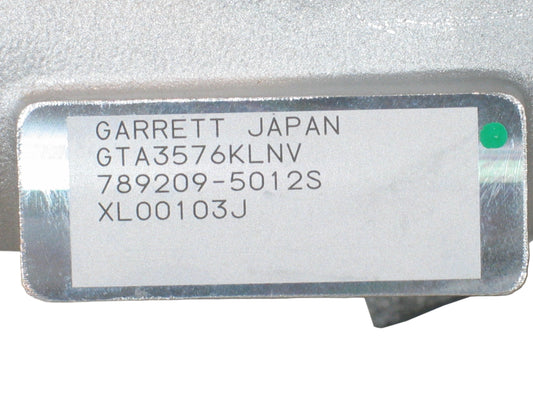 GARRETT JAPAN
GTA3576KLNV
789209-5012S
XL00103J